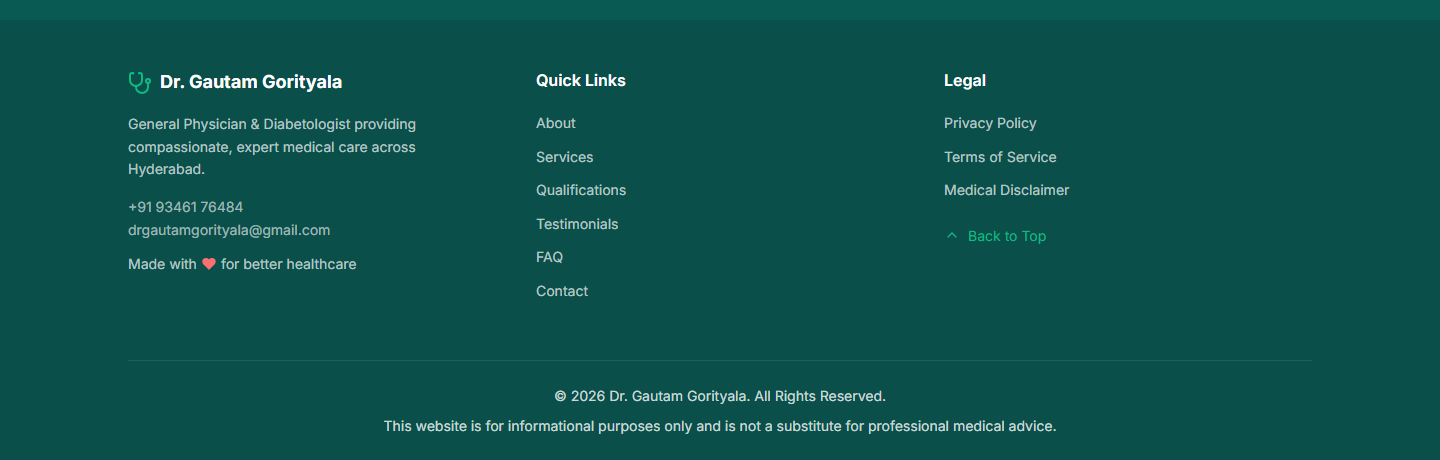 Dr. Gautam Gorityala
General Physician & Diabetologist providing
compassionate, expert medical care across
Hyderabad.
+91 93461 76484
drgautamgorityala@gmail.com
Made with ❤ for better healthcare
Quick Links
About
Services
Qualifications
Testimonials
FAQ
Contact
Legal
Privacy Policy
Terms of Service
Medical Disclaimer
Back to Top
© 2026 Dr. Gautam Gorityala. All Rights Reserved.
This website is for informational purposes only and is not a substitute for professional medical advice.